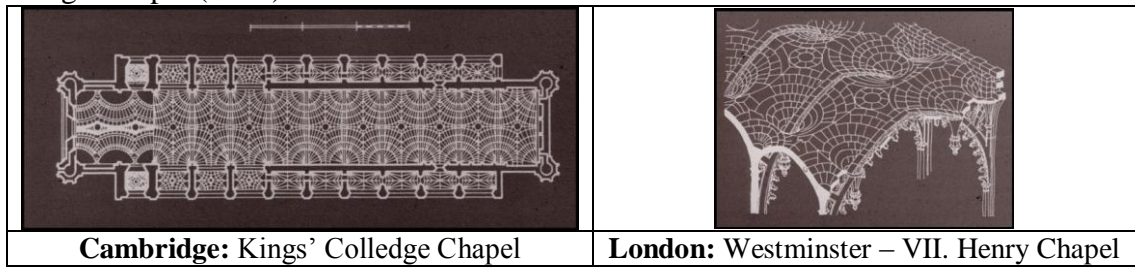 Cambridge: Kings’ Colledge Chapel
London: Westminster – VII. Henry Chapel